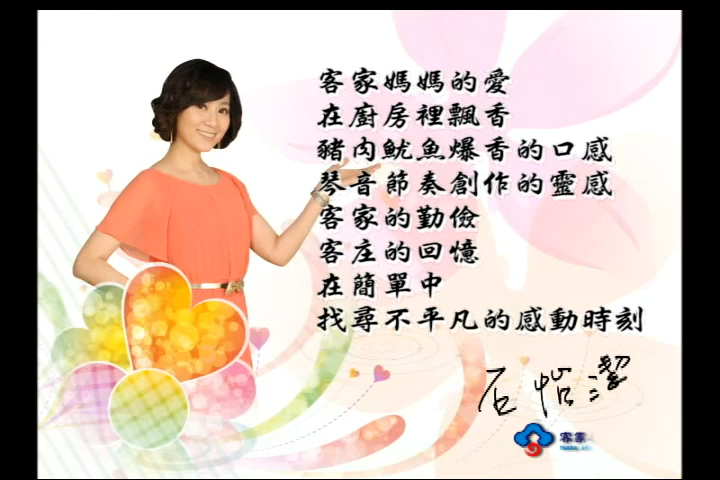 客家媽媽的愛
在廚房裡飄香
豬肉魷魚爆香的口感
琴音節奏創作的靈感
客家的勤儉
客庄的回憶
在簡單中
找尋不平凡的感動時刻
石怡潔
客家